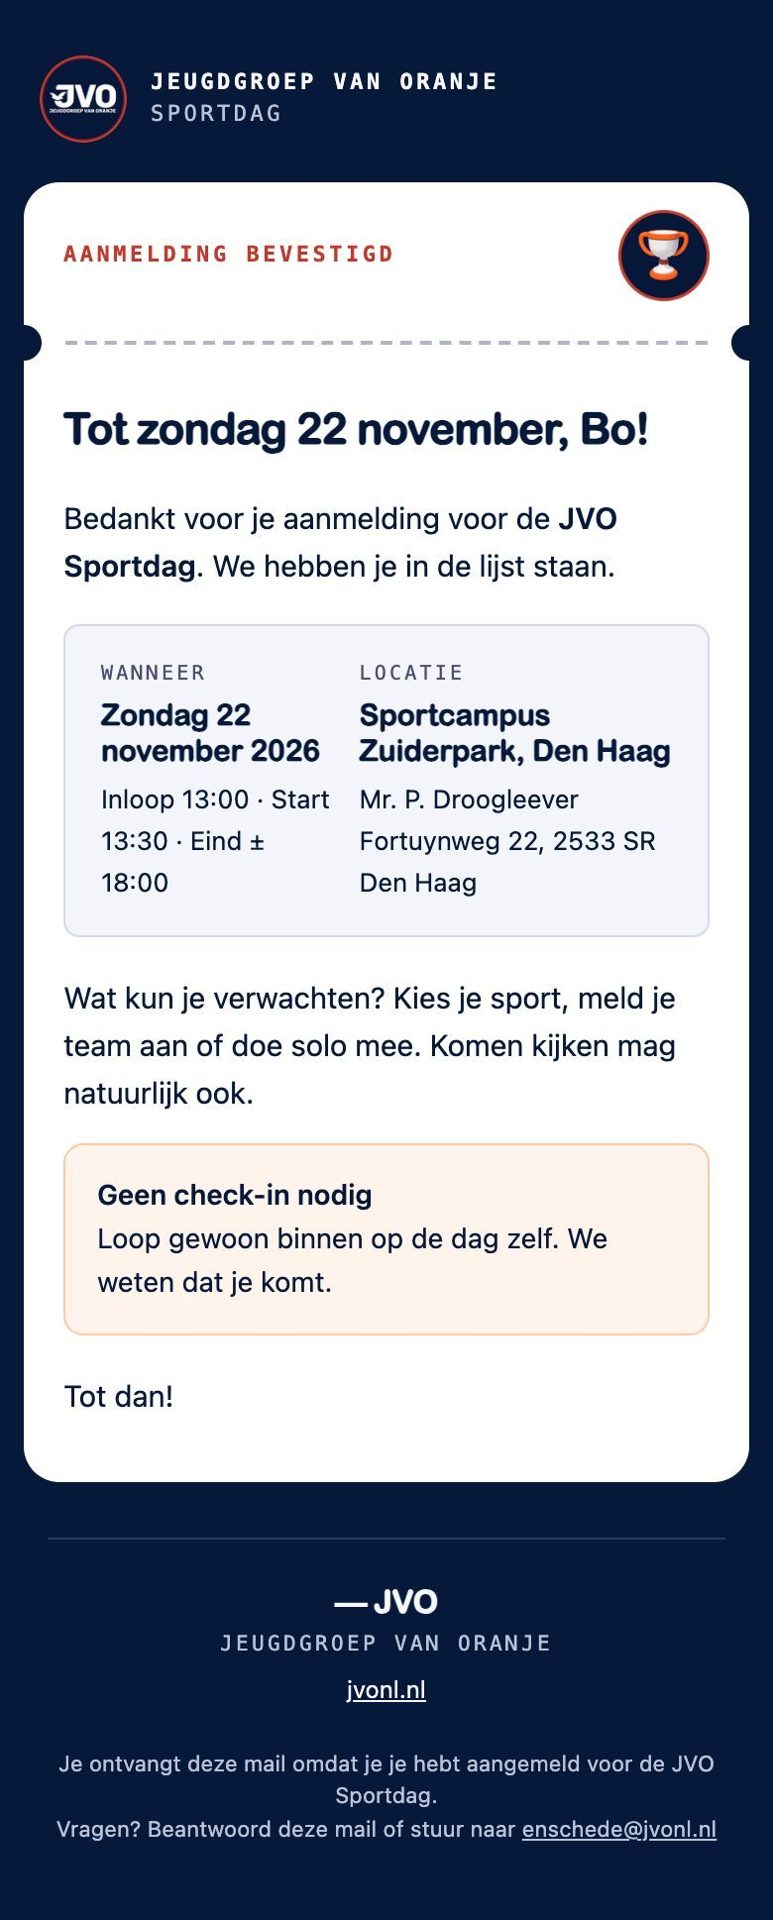 JVO
JEUGDGROEP VAN ORANJE
JEUGDGROEP VAN ORANJE
SPORTDAG
AANMELDING BEVESTIGD
Tot zondag 22 november, Bo!
Bedankt voor je aanmelding voor de JVO
Sportdag. We hebben je in de lijst staan.
WANNEER
Zondag 22
november 2026
Inloop 13:00 · Start
13:30 · Eind ±
18:00
LOCATIE
Sportcampus
Zuiderpark, Den Haag
Mr. P. Droogleever
Fortuynweg 22, 2533 SR
Den Haag
Wat kun je verwachten? Kies je sport, meld je
team aan of doe solo mee. Komen kijken mag
natuurlijk ook.
Geen check-in nodig
Loop gewoon binnen op de dag zelf. We
weten dat je komt.
Tot dan!
— JVO
JEUGDGROEP VAN ORANJE
jvonl.nl
Je ontvangt deze mail omdat je je hebt aangemeld voor de JVO
Sportdag.
Vragen? Beantwoord deze mail of stuur naar enschede@jvonl.nl